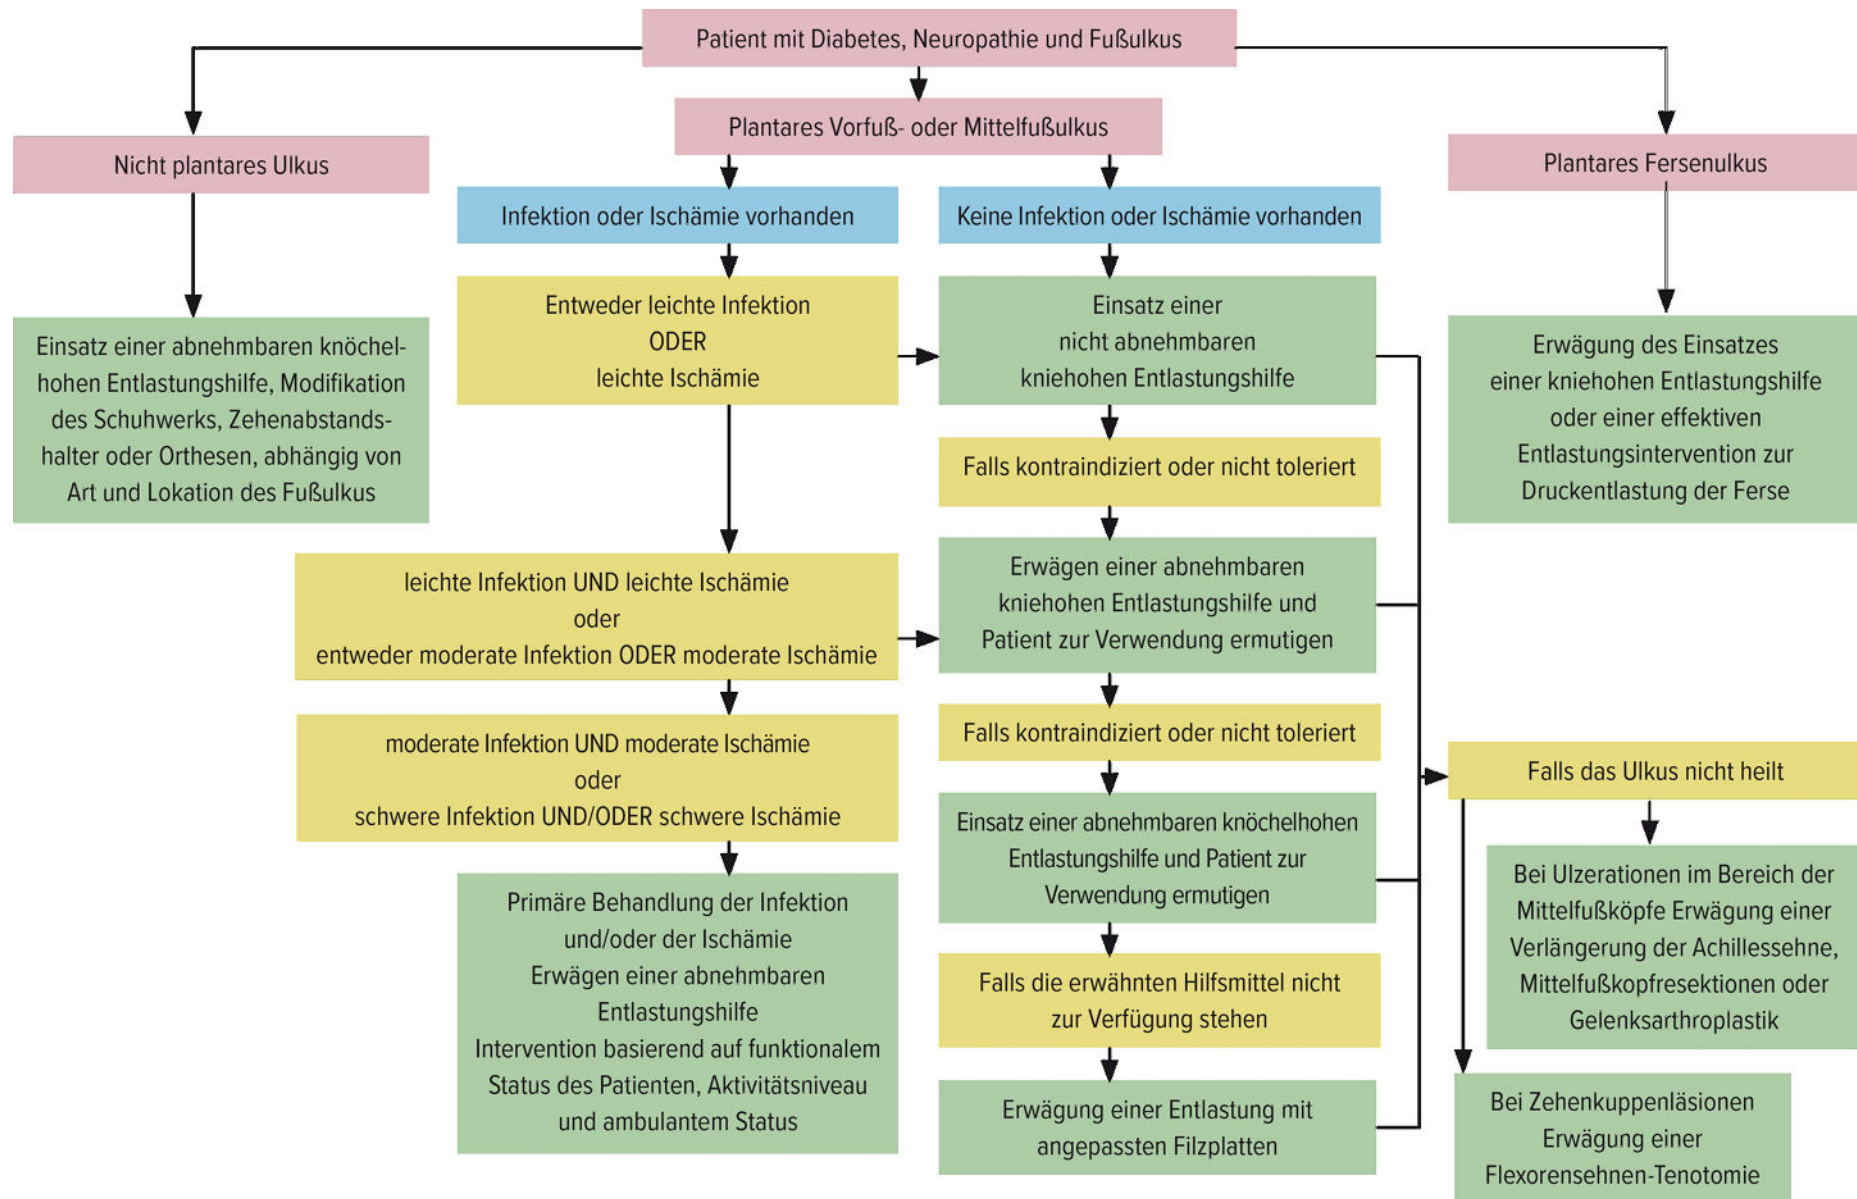 Patient mit Diabetes, Neuropathie und Fußulkus
Plantares Vorfuß- oder Mittelfußulkus
Nicht plantares Ulkus
Plantares Fersenulkus
Infektion oder Ischämie vorhanden
Keine Infektion oder Ischämie vorhanden
Einsatz einer abnehmbaren knöchel-
hohen Entlastungshilfe, Modifikation
des Schuhwerks, Zehenabstands-
halter oder Orthesen, abhängig von
Art und Lokation des Fußulkus
Entweder leichte Infektion
ODER
leichte Ischämie
Einsatz einer
nicht abnehmbaren
kniehohen Entlastungshilfe
Erwägung des Einsatzes
einer kniehohen Entlastungshilfe
oder einer effektiven
Entlastungsintervention zur
Druckentlastung der Ferse
Falls kontraindiziert oder nicht toleriert
leichte Infektion UND leichte Ischämie
oder
entweder moderate Infektion ODER moderate Ischämie
Erwägen einer abnehmbaren
kniehohen Entlastungshilfe und
Patient zur Verwendung ermutigen
moderate Infektion UND moderate Ischämie
oder
schwere Infektion UND/ODER schwere Ischämie
Falls kontraindiziert oder nicht toleriert
Primäre Behandlung der Infektion
und/oder der Ischämie
Erwägen einer abnehmbaren
Entlastungshilfe
Intervention basierend auf funktionalem
Status des Patienten, Aktivitätsniveau
und ambulantem Status
Einsatz einer abnehmbaren knöchelhohen
Entlastungshilfe und Patient zur
Verwendung ermutigen
Falls die erwähnten Hilfsmittel nicht
zur Verfügung stehen
Erwägung einer Entlastung mit
angepassten Filzplatten
Falls das Ulkus nicht heilt
Bei Ulzerationen im Bereich der
Mittelfußköpfe Erwägung einer
Verlängerung der Achillessehne,
Mittelfußkopfresektionen oder
Gelenksarthroplastik
Bei Zehenkuppenläsionen
Erwägung einer
Flexorensehnen-Tenotomie